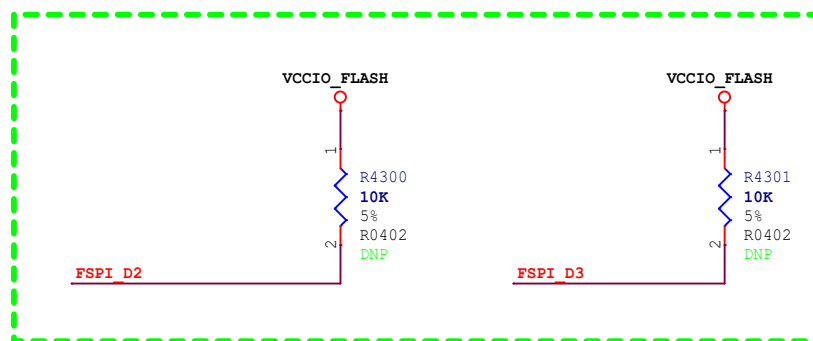 VCCIO_FLASH
1
R4300
10K
5%
R0402
2
DNP
FSPI_D2
VCCIO_FLASH
1
R4301
10K
5%
R0402
2
DNP
FSPI_D3